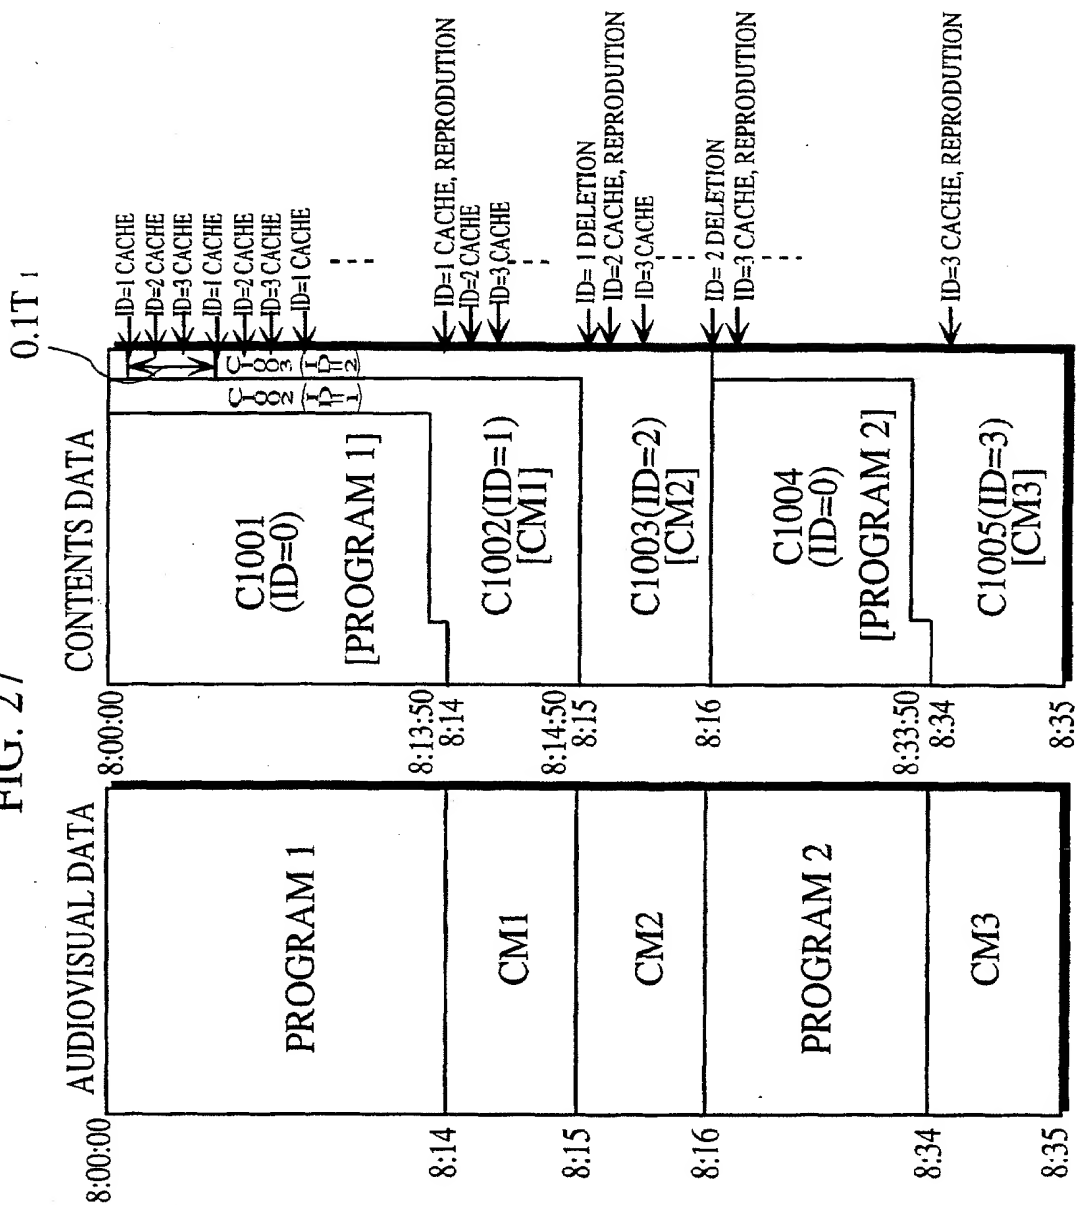 FIG. 27
AUDIOVISUAL DATA
8:00:00
PROGRAM 1
8:14
CM1
8:15
CM2
8:16
PROGRAM 2
8:34
CM3
8:35
CONTENTS DATA
0.1T1
8:00:00
C1001
(ID=0)
[PROGRAM 1]
C1002 (ID=1)
C1003 (ID=2)
8:13:50
8:14
C1002(ID=1)
[CM1]
8:14:50
8:15
C1003(ID=2)
[CM2]
8:16
C1004
(ID=0)
[PROGRAM 2]
8:33:50
8:34
C1005(ID=3)
[CM3]
8:35
ID=1 CACHE
ID=2 CACHE
ID=3 CACHE
ID=1 CACHE
ID=2 CACHE
ID=3 CACHE
ID=1 CACHE
ID=1 CACHE, REPRODUTION
ID=2 CACHE
ID=3 CACHE
ID= 1 DELETION
ID=2 CACHE, REPRODUTION
ID=3 CACHE
ID= 2 DELETION
ID=3 CACHE, REPRODUTION
ID=3 CACHE, REPRODUTION